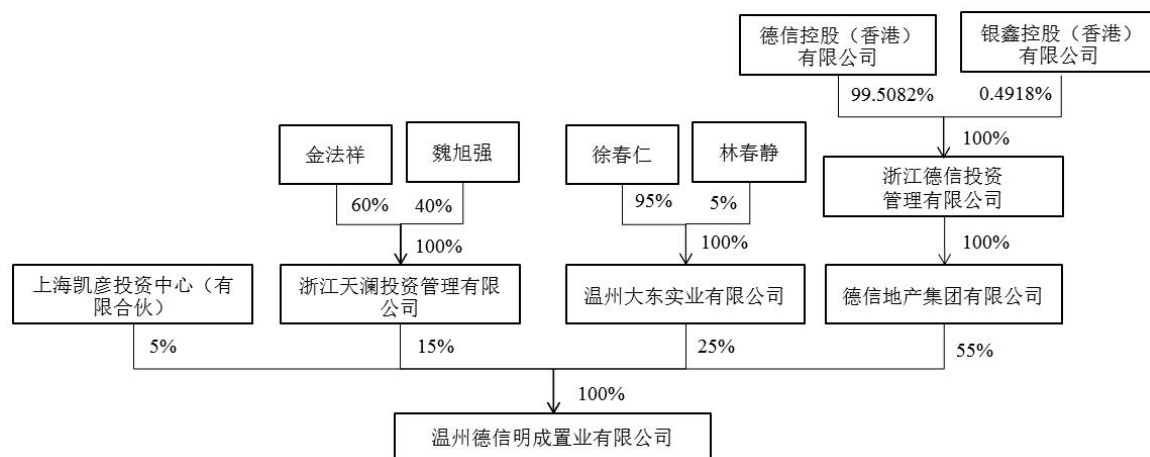 德信控股（香港）
有限公司
银鑫控股（香港）
有限公司
99.5082%
0.4918%
金法祥
魏旭强
徐春仁
林春静
100%
浙江德信投资
管理有限公司
60%
40%
95%
5%
100%
100%
100%
上海凯彦投资中心（有
限合伙）
浙江天澜投资管理有限
公司
温州大东实业有限公司
德信地产集团有限公司
5%
15%
25%
55%
100%
温州德信明成置业有限公司